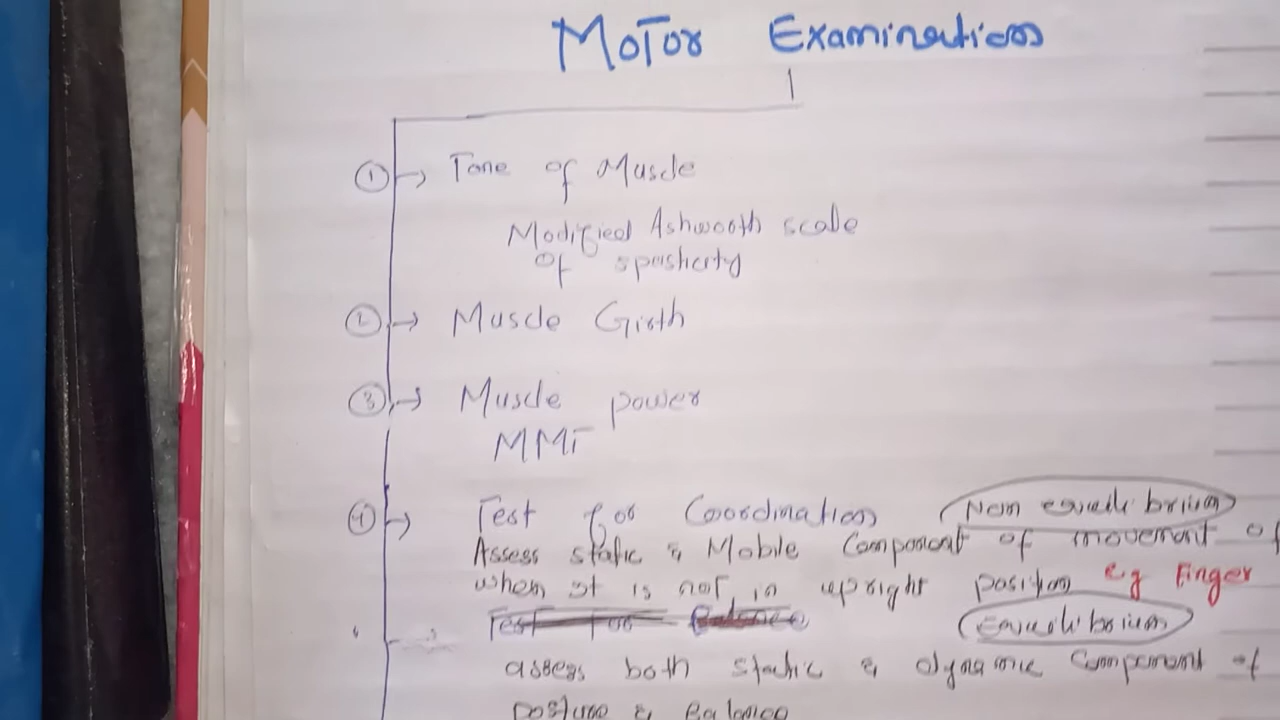 Motor Examination
① → Tone of Muscle
Modified Ashworth scale
of spasticity
② → Muscle Girth
③ → Muscle power
MMT
④ → Test for Coordination (Non equilibrium)
Assess static & Mobile Component of movement of
when it is not in upright position eg Finger
Test for Balance (Equilibrium)
assess both static & dynamic Component of
posture & Balance